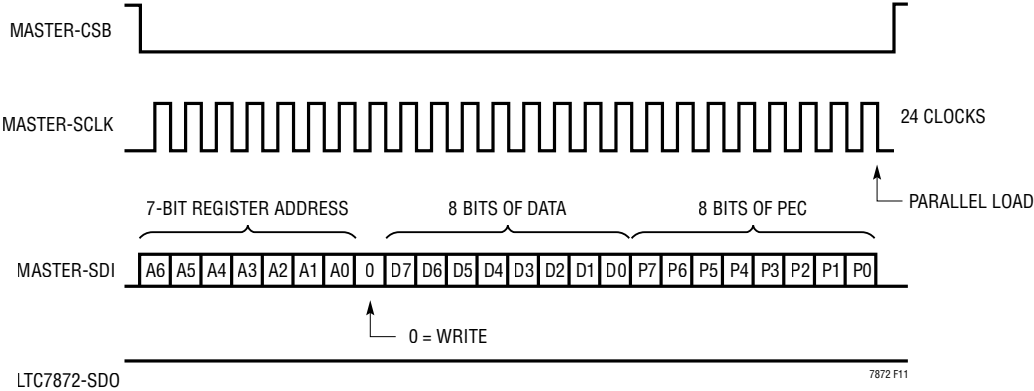 MASTER-CSB
MASTER-SCLK
24 CLOCKS
PARALLEL LOAD
7-BIT REGISTER ADDRESS 8 BITS OF DATA 8 BITS OF PEC
MASTER-SDI A6 A5 A4 A3 A2 A1 A0 0 D7 D6 D5 D4 D3 D2 D1 D0 P7 P6 P5 P4 P3 P2 P1 P0
0 = WRITE
LTC7872-SDO
7872 F11